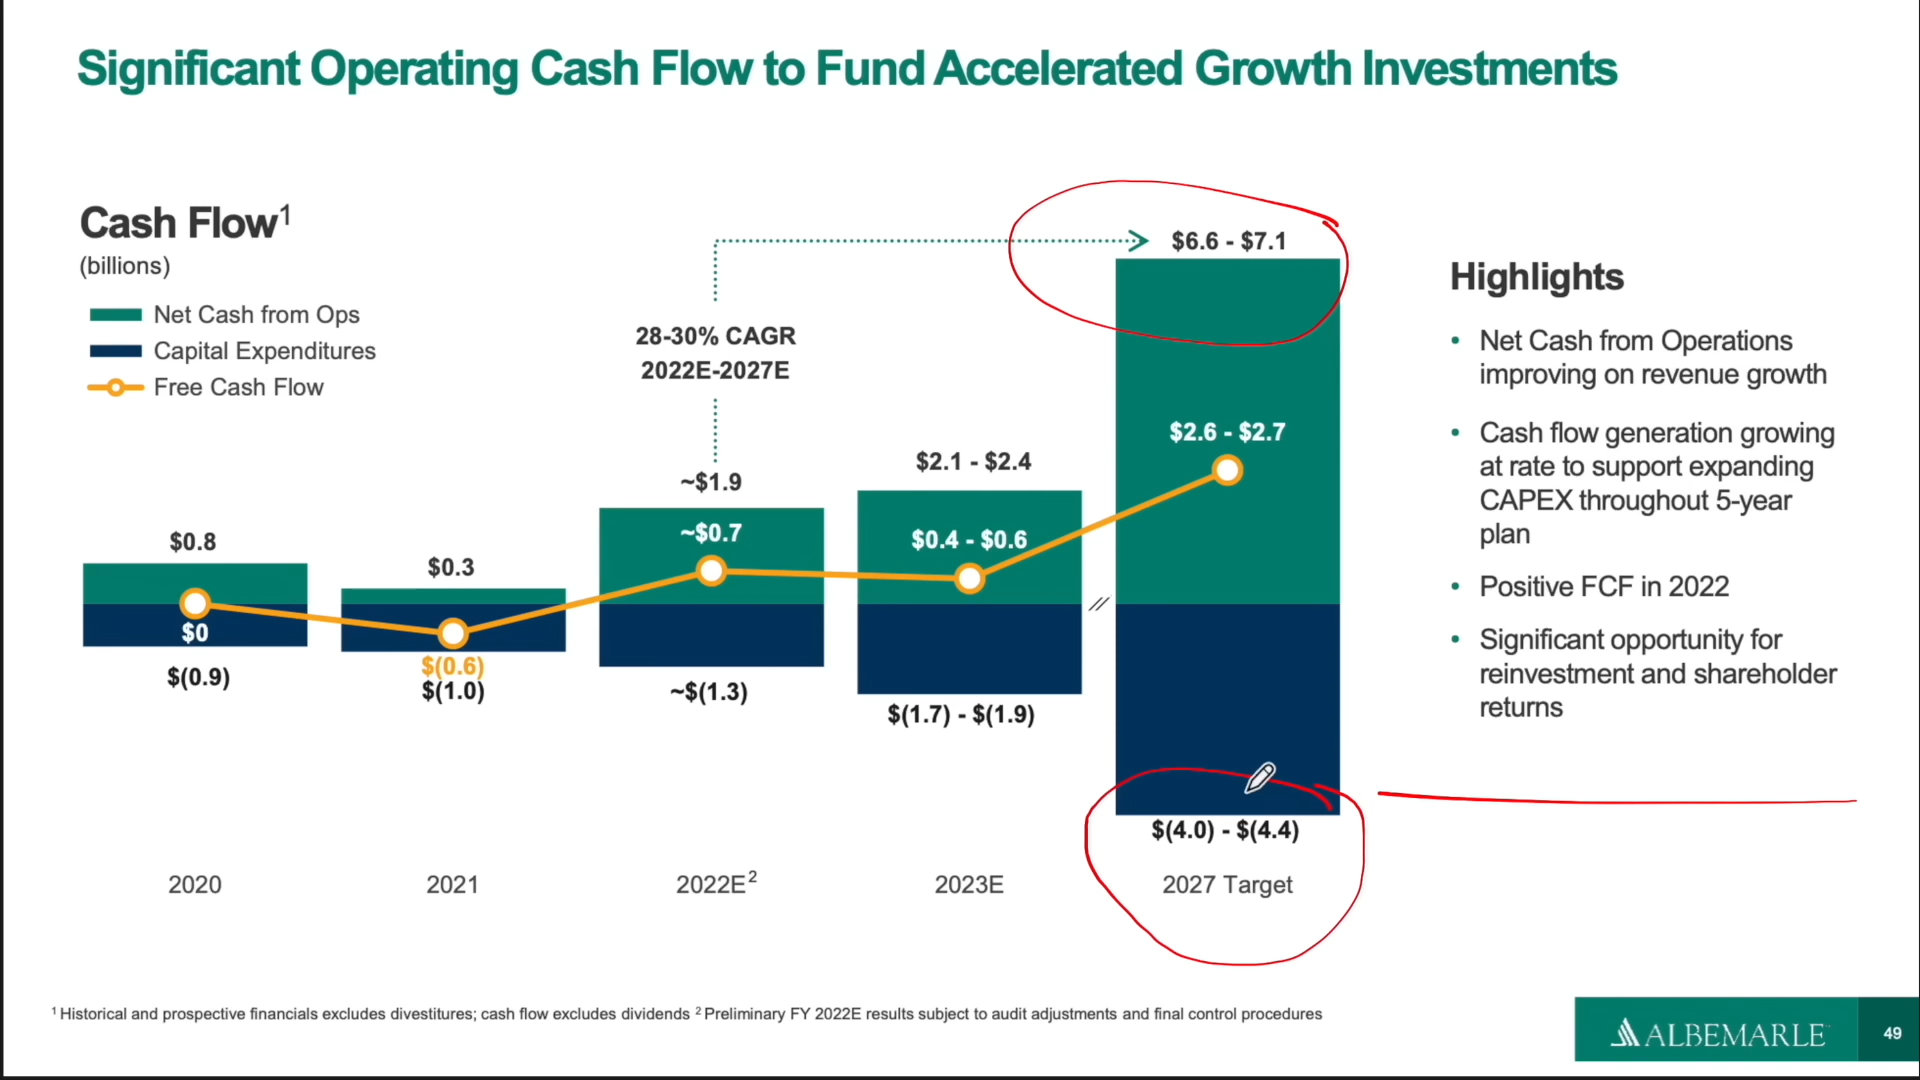 Significant Operating Cash Flow to Fund Accelerated Growth Investments
Cash Flow¹
(billions)
Net Cash from Ops
Capital Expenditures
Free Cash Flow
28-30% CAGR
2022E-2027E
$0.8
$0
$(0.9)
2020
$0.3
$(0.6)
$(1.0)
2021
~$1.9
~$0.7
~$(1.3)
2022E²
$2.1 - $2.4
$0.4 - $0.6
$(1.7) - $(1.9)
2023E
$6.6 - $7.1
$2.6 - $2.7
$(4.0) - $(4.4)
2027 Target
Highlights
• Net Cash from Operations
improving on revenue growth
• Cash flow generation growing
at rate to support expanding
CAPEX throughout 5-year
plan
• Positive FCF in 2022
• Significant opportunity for
reinvestment and shareholder
returns
¹ Historical and prospective financials excludes divestitures; cash flow excludes dividends ² Preliminary FY 2022E results subject to audit adjustments and final control procedures
ALBEMARLE
49